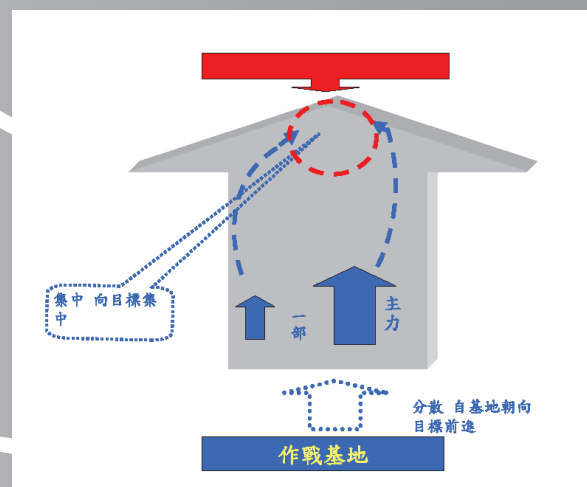 集中 向目標集
中
一部
主力
分散 自基地朝向
目標前進
作戰基地